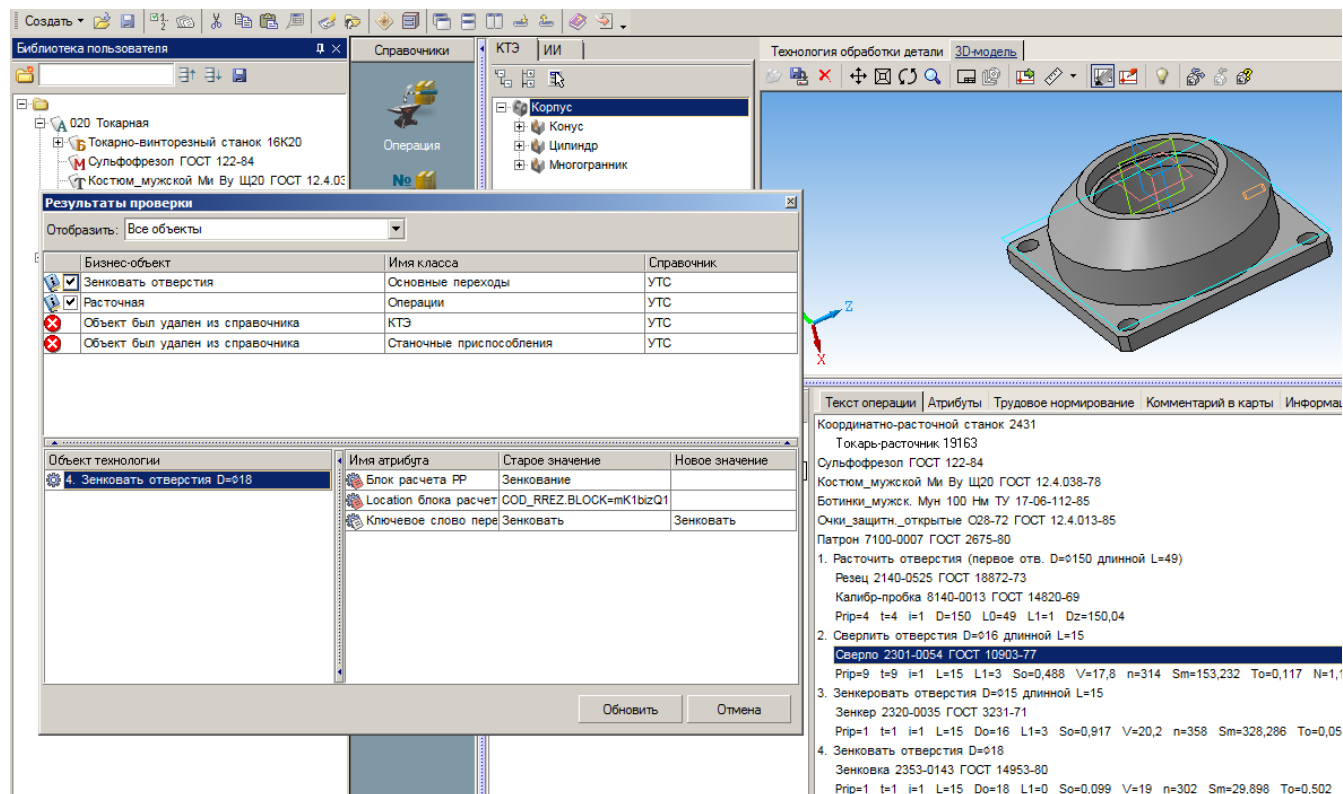 Создать
Библиотека пользователя
020 Токарная
Токарно-винторезный станок 16К20
Сульфофрезол ГОСТ 122-84
Костюм_мужской Ми Ву Щ20 ГОСТ 12.4.03
Справочники
Операция
№
КТЭ ИИ
Корпус
Конус
Цилиндр
Многогранник
Технология обработки детали 3D-модель
Z
X
Результаты проверки
Отобразить: Все объекты
Бизнес-объект Имя класса Справочник
Зенковать отверстия Основные переходы УТС
Расточная Операции УТС
Объект был удален из справочника КТЭ УТС
Объект был удален из справочника Станочные приспособления УТС
Объект технологии
4. Зенковать отверстия D=⌀18
Имя атрибута Старое значение Новое значение
Блок расчета РР Зенкование
Location блока расчет COD_RREZ.BLOCK=mK1bizQ1
Ключевое слово пере Зенковать Зенковать
Обновить Отмена
Текст операции Атрибуты Трудовое нормирование Комментарий в карты Информац
Координатно-расточной станок 2431
Токарь-расточник 19163
Сульфофрезол ГОСТ 122-84
Костюм_мужской Ми Ву Щ20 ГОСТ 12.4.038-78
Ботинки_мужск. Мун 100 Нм ТУ 17-06-112-85
Очки_защитн._открытые О28-72 ГОСТ 12.4.013-85
Патрон 7100-0007 ГОСТ 2675-80
1. Расточить отверстия (первое отв. D=⌀150 длинной L=49)
Резец 2140-0525 ГОСТ 18872-73
Калибр-пробка 8140-0013 ГОСТ 14820-69
Prip=4 t=4 i=1 D=150 L0=49 L1=1 Dz=150,04
2. Сверлить отверстия D=⌀16 длинной L=15
Сверло 2301-0054 ГОСТ 10903-77
Prip=9 t=9 i=1 L=15 L1=3 So=0,488 V=17,8 n=314 Sm=153,232 To=0,117 N=1,1
3. Зенкеровать отверстия D=⌀15 длинной L=15
Зенкер 2320-0035 ГОСТ 3231-71
Prip=1 t=1 i=1 L=15 Do=16 L1=3 So=0,917 V=20,2 n=358 Sm=328,286 To=0,05
4. Зенковать отверстия D=⌀18
Зенковка 2353-0143 ГОСТ 14953-80
Prip=1 t=1 i=1 L=15 Do=18 L1=0 So=0,099 V=19 n=302 Sm=29,898 To=0,502